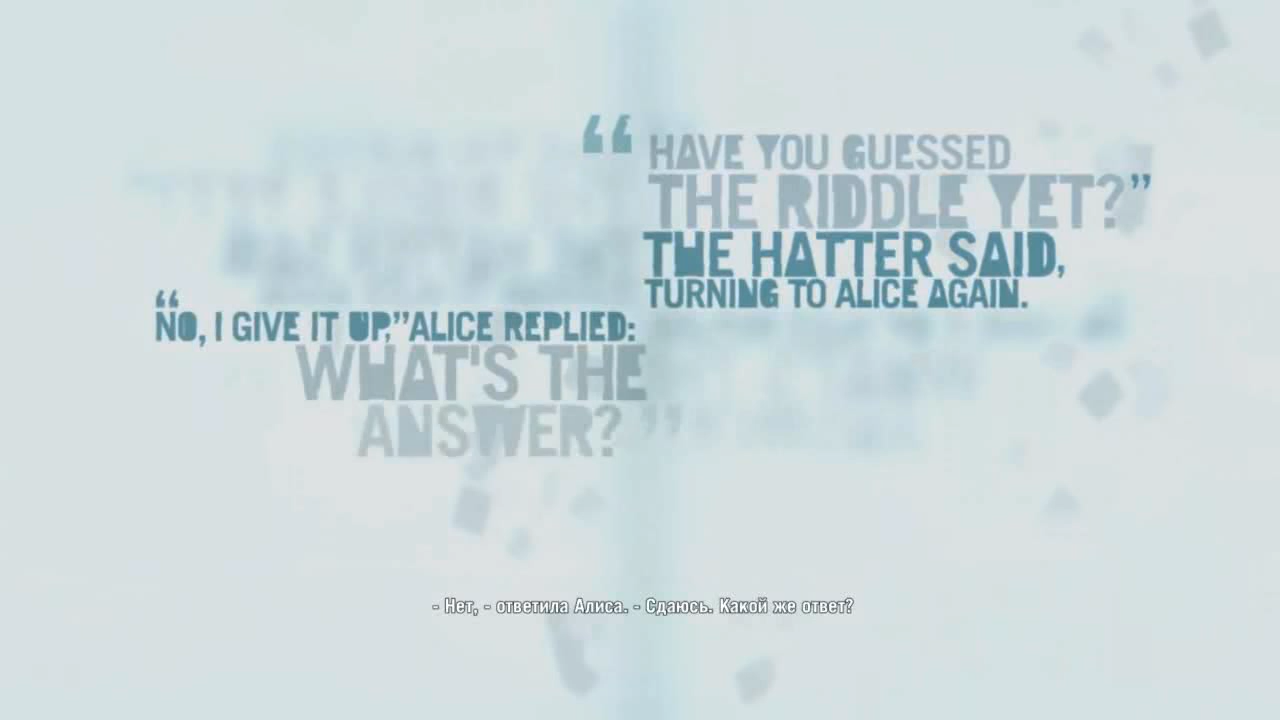 “ HAVE YOU GUESSED
THE RIDDLE YET?”
THE HATTER SAID,
TURNING TO ALICE AGAIN.
“NO, I GIVE IT UP,” ALICE REPLIED:
WHAT'S THE
ANSWER? ”
- Нет, - ответила Алиса. - Сдаюсь. Какой же ответ?